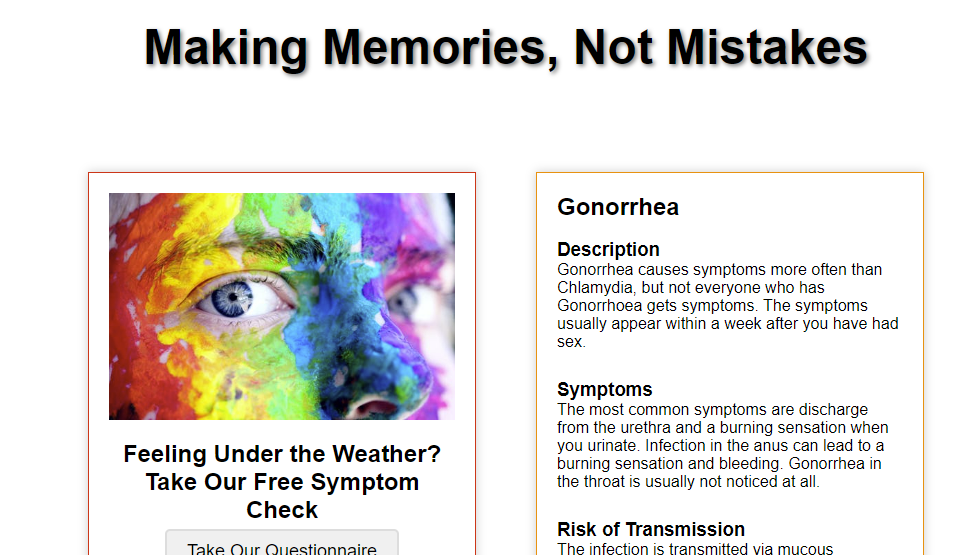 Making Memories, Not Mistakes
Feeling Under the Weather?
Take Our Free Symptom
Check
Take Our Questionnaire
Gonorrhea
Description
Gonorrhea causes symptoms more often than
Chlamydia, but not everyone who has
Gonorrhoea gets symptoms. The symptoms
usually appear within a week after you have had
sex.
Symptoms
The most common symptoms are discharge
from the urethra and a burning sensation when
you urinate. Infection in the anus can lead to a
burning sensation and bleeding. Gonorrhea in
the throat is usually not noticed at all.
Risk of Transmission
The infection is transmitted via mucous